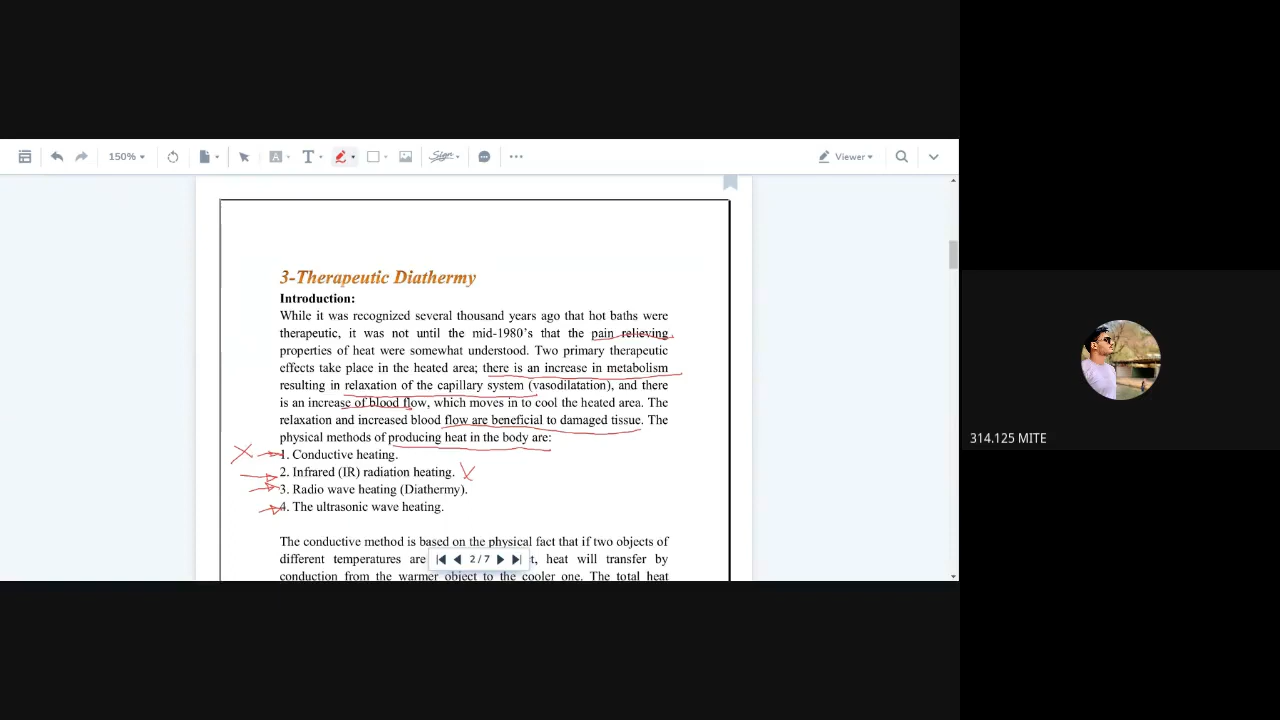 150%
T
Sign
Viewer
3-Therapeutic Diathermy
Introduction:
While it was recognized several thousand years ago that hot baths were
therapeutic, it was not until the mid-1980’s that the pain relieving
properties of heat were somewhat understood. Two primary therapeutic
effects take place in the heated area; there is an increase in metabolism
resulting in relaxation of the capillary system (vasodilatation), and there
is an increase of blood flow, which moves in to cool the heated area. The
relaxation and increased blood flow are beneficial to damaged tissue. The
physical methods of producing heat in the body are:
1. Conductive heating.
2. Infrared (IR) radiation heating.
3. Radio wave heating (Diathermy).
4. The ultrasonic wave heating.
The conductive method is based on the physical fact that if two objects of
different temperatures are t, heat will transfer by
conduction from the warmer object to the cooler one. The total heat
2 / 7
314.125 MITE